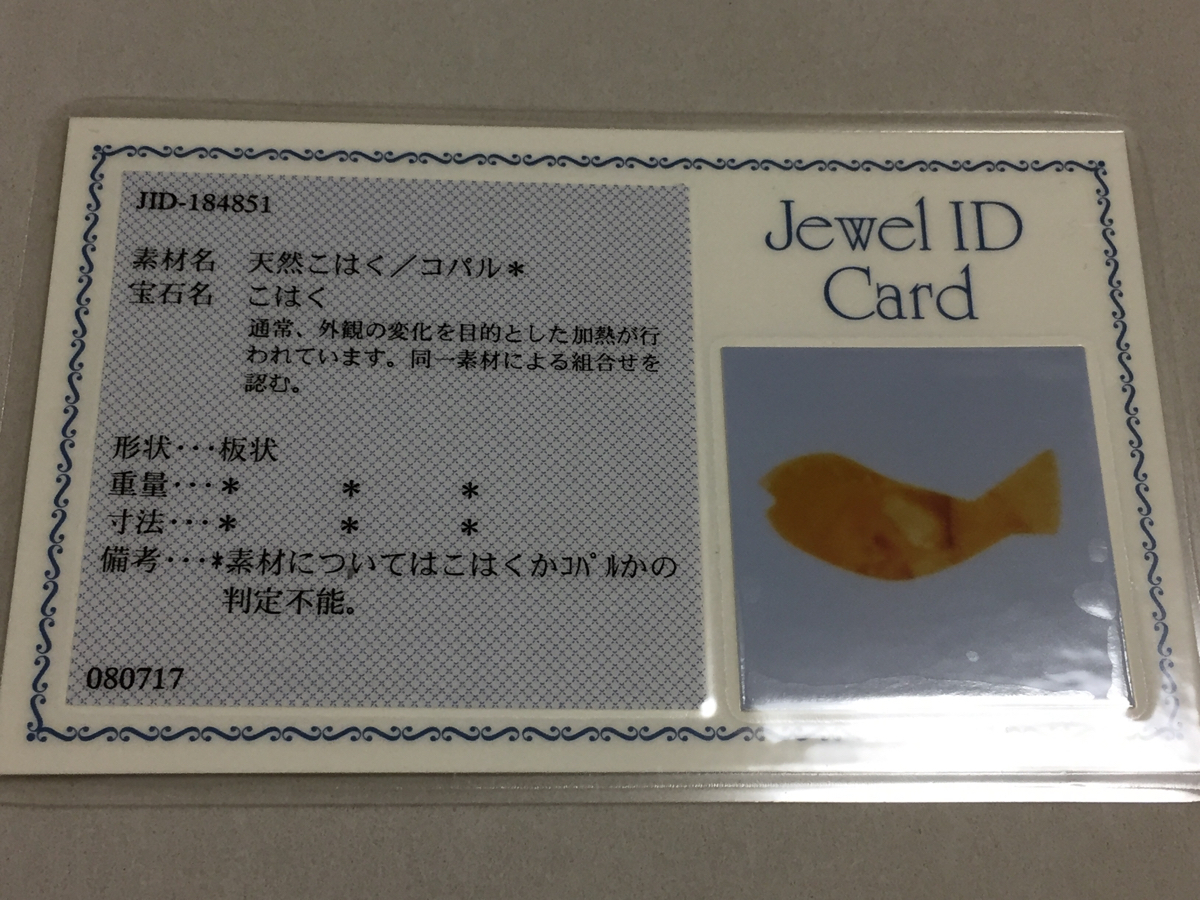 JID-184851
素材名　天然こはく／コパル＊
宝石名　こはく
通常、外観の変化を目的とした加熱が行
われています。同一素材による組合せを
認む。
形状･･･板状
重量･･･＊　＊　＊
寸法･･･＊　＊　＊
備考･･･*素材についてはこはくかｺﾊﾟﾙかの
判定不能。
080717
Jewel ID
Card